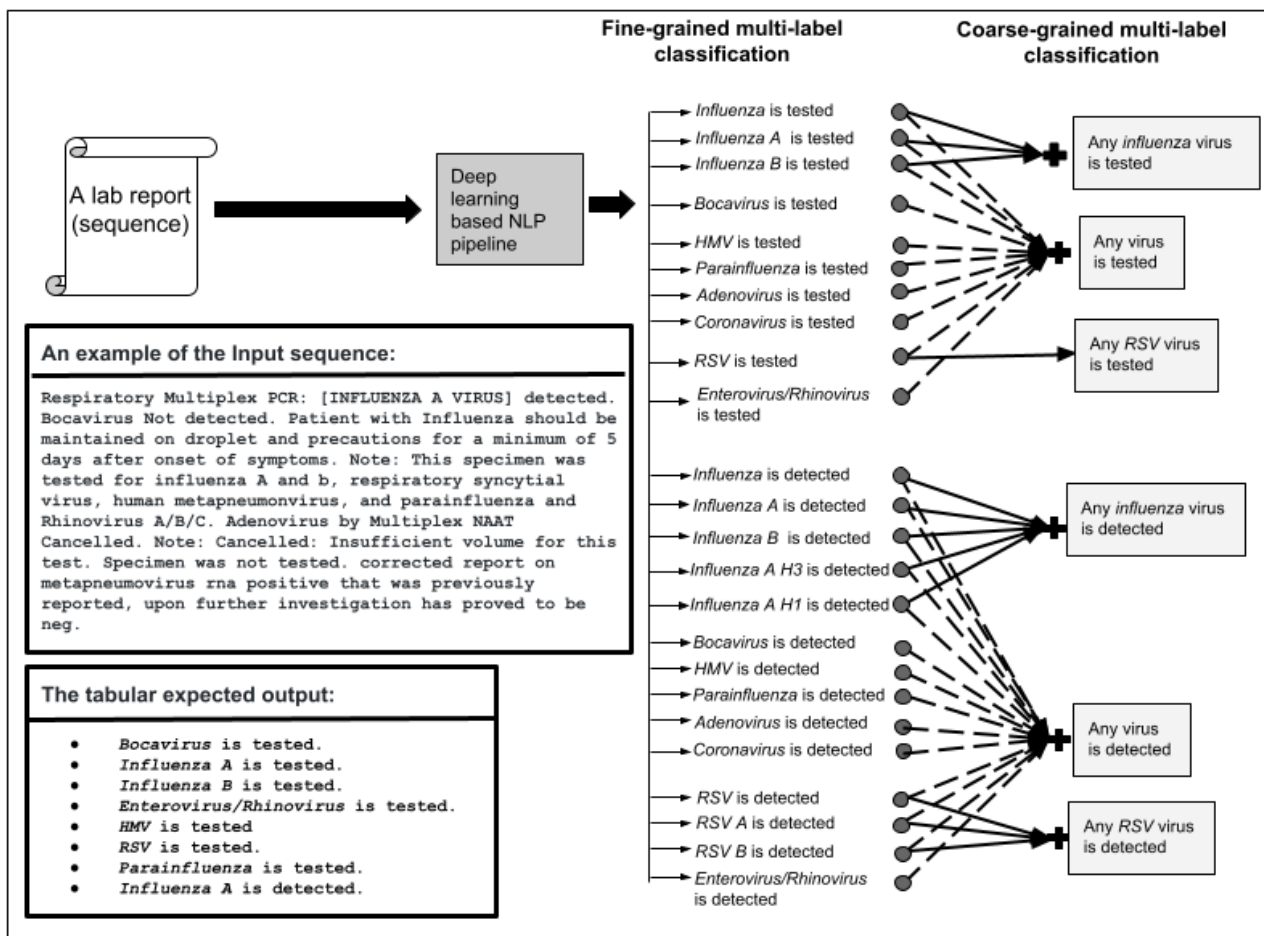 Fine-grained multi-label
classification
Coarse-grained multi-label
classification
A lab report
(sequence)
Deep
learning
based NLP
pipeline
Influenza is tested
Influenza A is tested
Influenza B is tested
Bocavirus is tested
HMV is tested
Parainfluenza is tested
Adenovirus is tested
Coronavirus is tested
RSV is tested
Enterovirus/Rhinovirus
is tested
Any influenza virus
is tested
Any virus
is tested
Any RSV virus
is tested
An example of the Input sequence:
Respiratory Multiplex PCR: [INFLUENZA A VIRUS] detected.
Bocavirus Not detected. Patient with Influenza should be
maintained on droplet and precautions for a minimum of 5
days after onset of symptoms. Note: This specimen was
tested for influenza A and b, respiratory syncytial
virus, human metapneumonvirus, and parainfluenza and
Rhinovirus A/B/C. Adenovirus by Multiplex NAAT
Cancelled. Note: Cancelled: Insufficient volume for this
test. Specimen was not tested. corrected report on
metapneumovirus rna positive that was previously
reported, upon further investigation has proved to be
neg.
The tabular expected output:
• Bocavirus is tested.
• Influenza A is tested.
• Influenza B is tested.
• Enterovirus/Rhinovirus is tested.
• HMV is tested
• RSV is tested.
• Parainfluenza is tested.
• Influenza A is detected.
Influenza is detected
Influenza A is detected
Influenza B is detected
Influenza A H3 is detected
Influenza A H1 is detected
Bocavirus is detected
HMV is detected
Parainfluenza is detected
Adenovirus is detected
Coronavirus is detected
RSV is detected
RSV A is detected
RSV B is detected
Enterovirus/Rhinovirus
is detected
Any influenza virus
is detected
Any virus
is detected
Any RSV virus
is detected